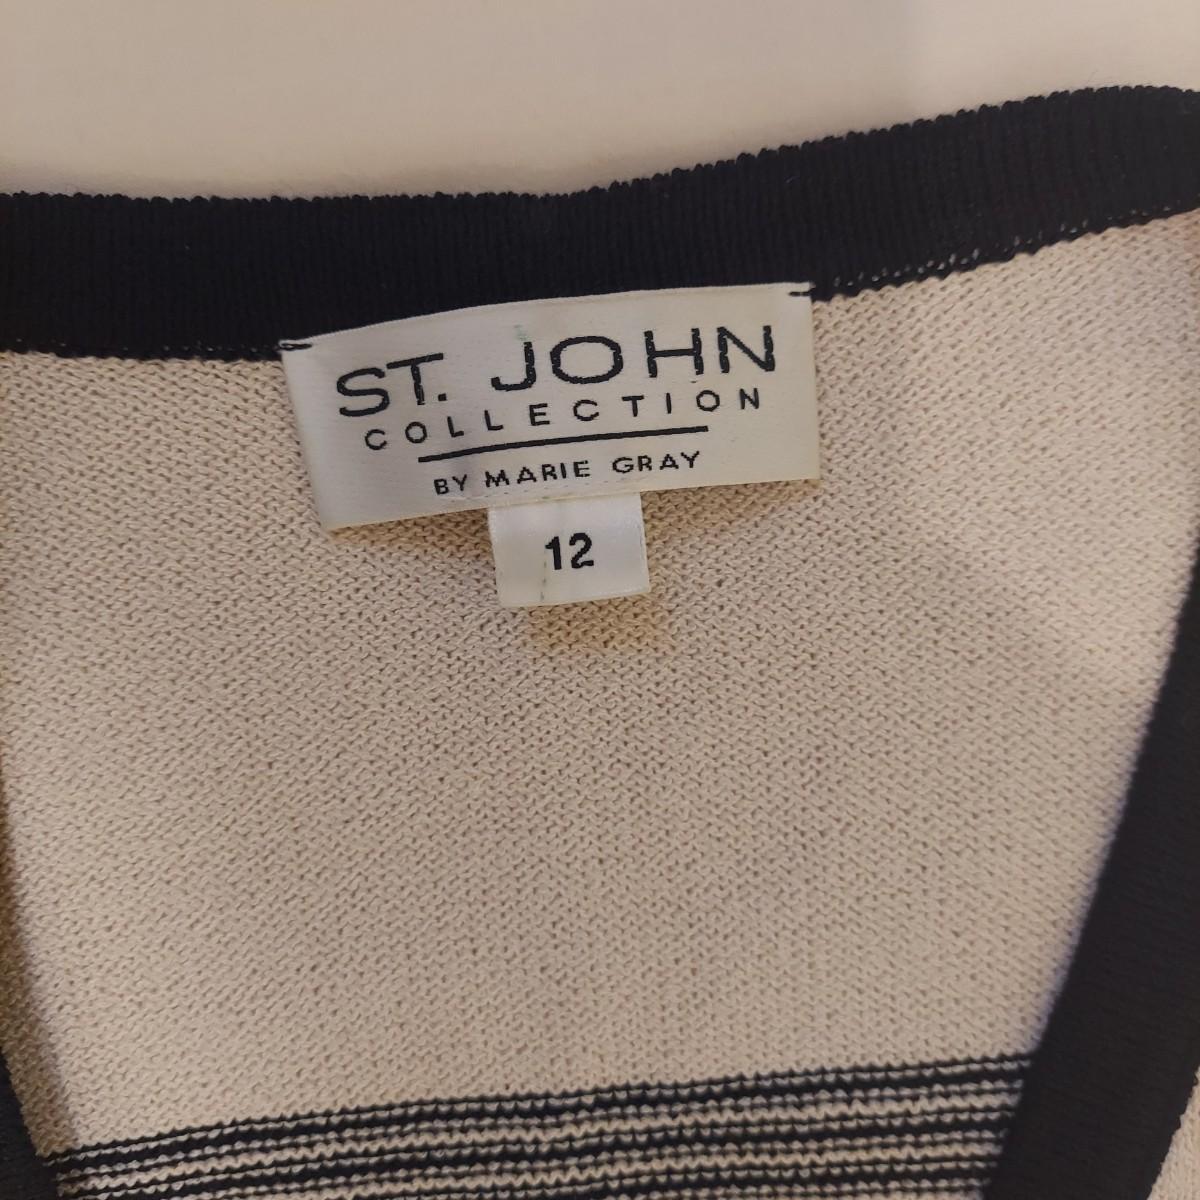 ST. JOHN
COLLECTION
BY MARIE GRAY
12